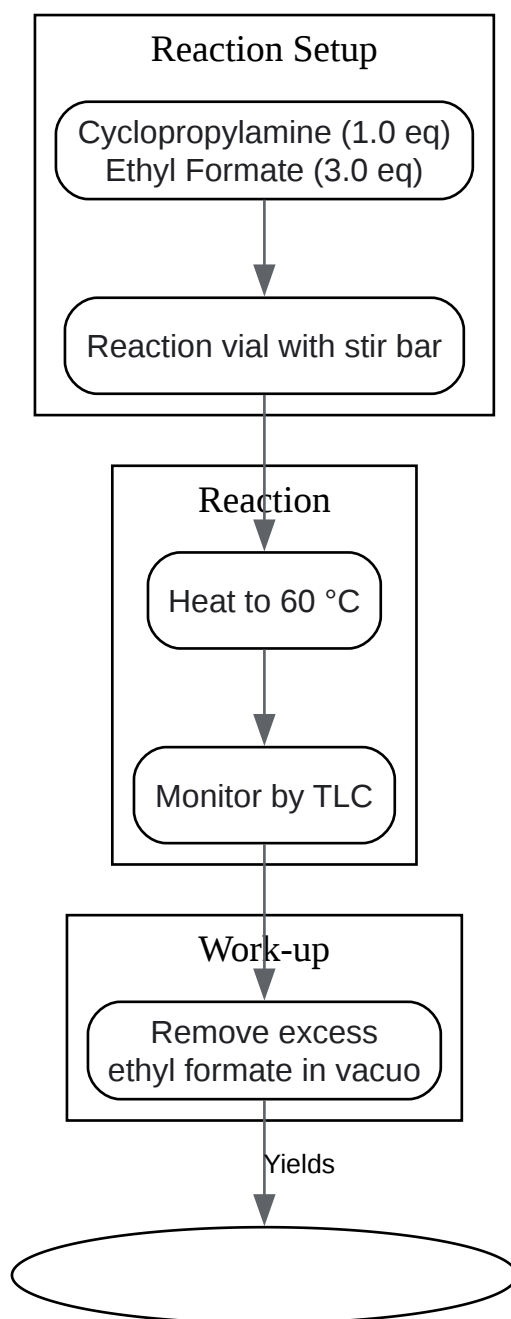 Reaction Setup
Cyclopropylamine (1.0 eq)
Ethyl Formate (3.0 eq)
Reaction vial with stir bar
Reaction
Heat to 60 °C
Monitor by TLC
Work-up
Remove excess
ethyl formate in vacuo
Yields